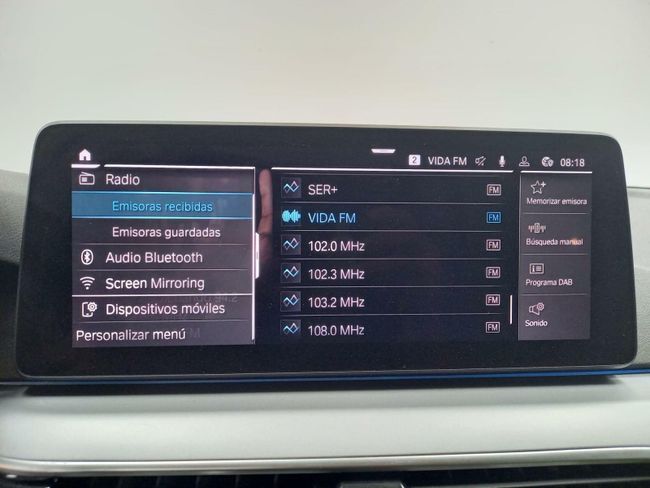 2 VIDA FM 08:18
Radio
Emisoras recibidas
Emisoras guardadas
Audio Bluetooth
Screen Mirroring
Dispositivos móviles
Personalizar menú
SER+ FM
VIDA FM FM
102.0 MHz FM
102.3 MHz FM
103.2 MHz FM
108.0 MHz FM
Memorizar emisora
Búsqueda manual
Programa DAB
Sonido